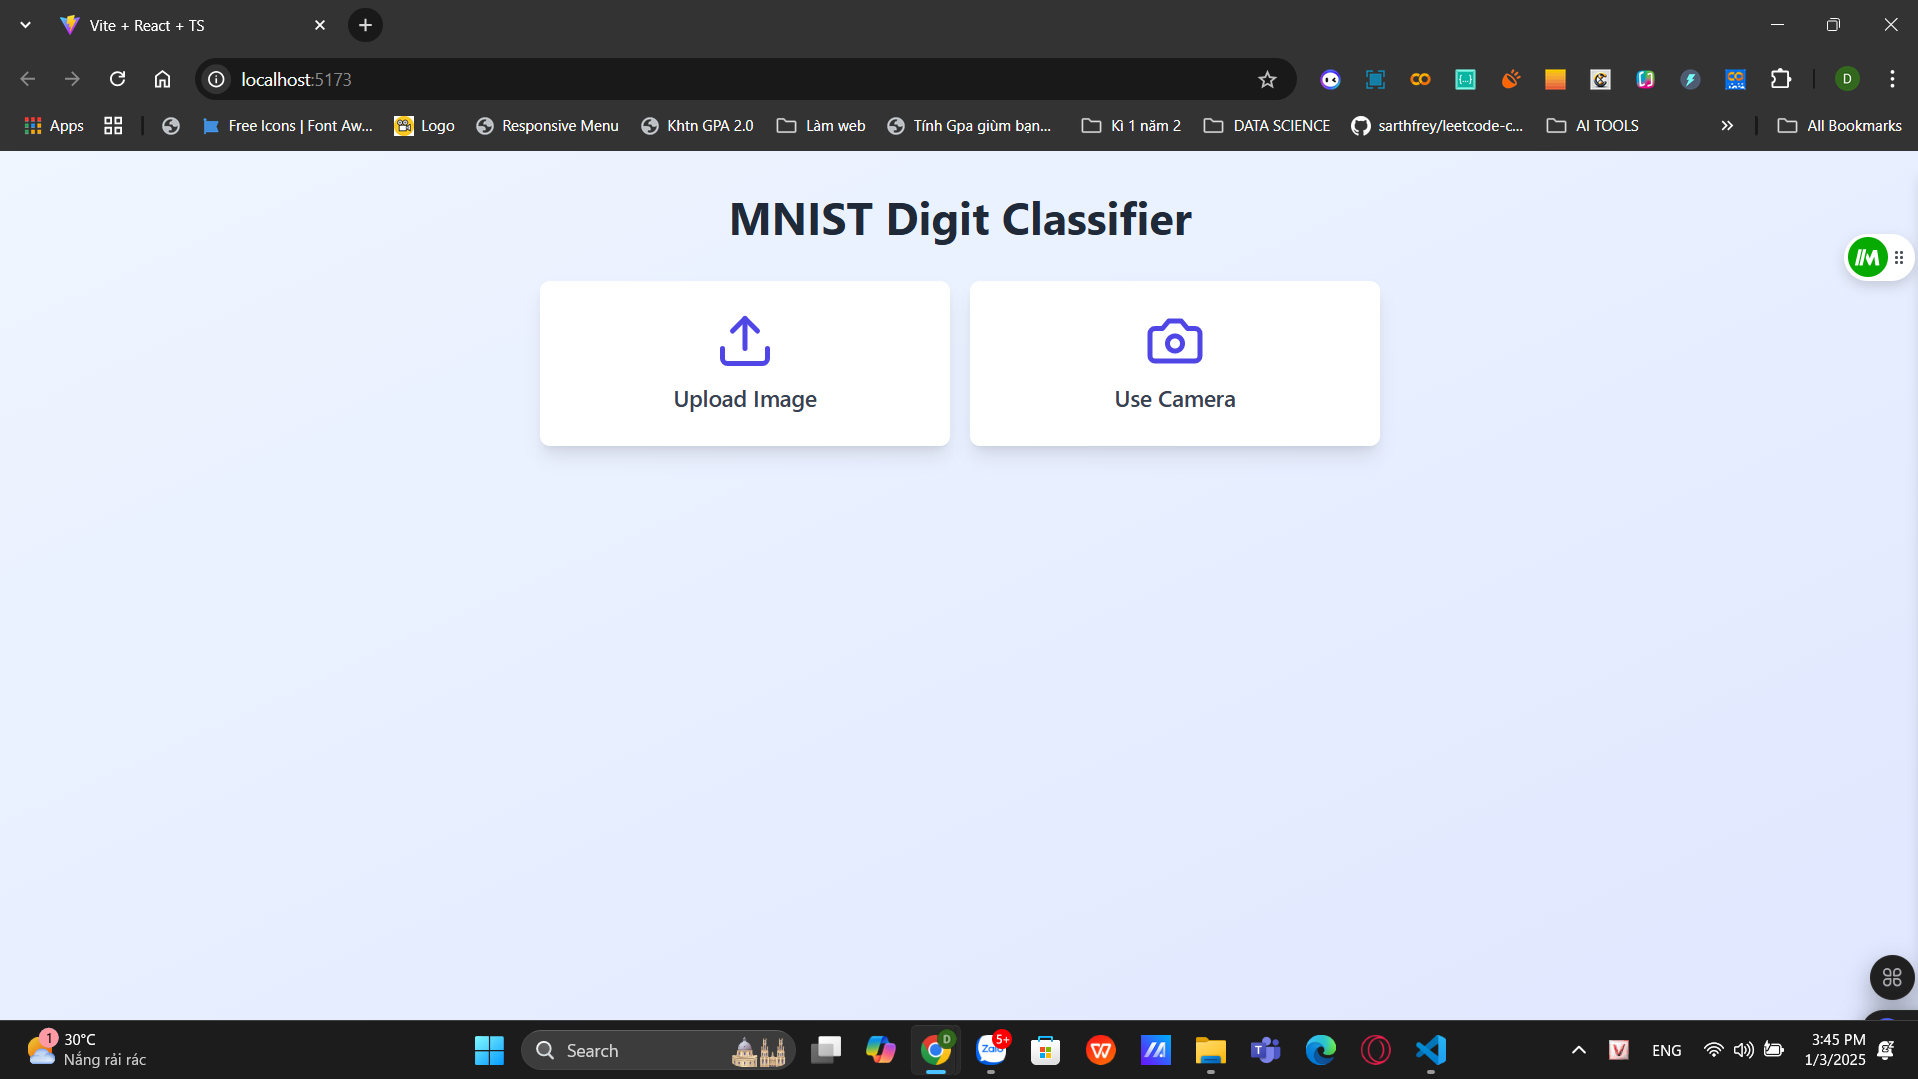 Vite + React + TS
localhost:5173
D
Apps
Free Icons | Font Aw...
Logo
Responsive Menu
Khtn GPA 2.0
Làm web
Tính Gpa giùm bạn...
Kì 1 năm 2
DATA SCIENCE
sarthfrey/leetcode-c...
AI TOOLS
All Bookmarks
MNIST Digit Classifier
Upload Image
Use Camera
1
30°C
Nắng rải rác
Search
D
Zalo
5+
ENG
3:45 PM
1/3/2025